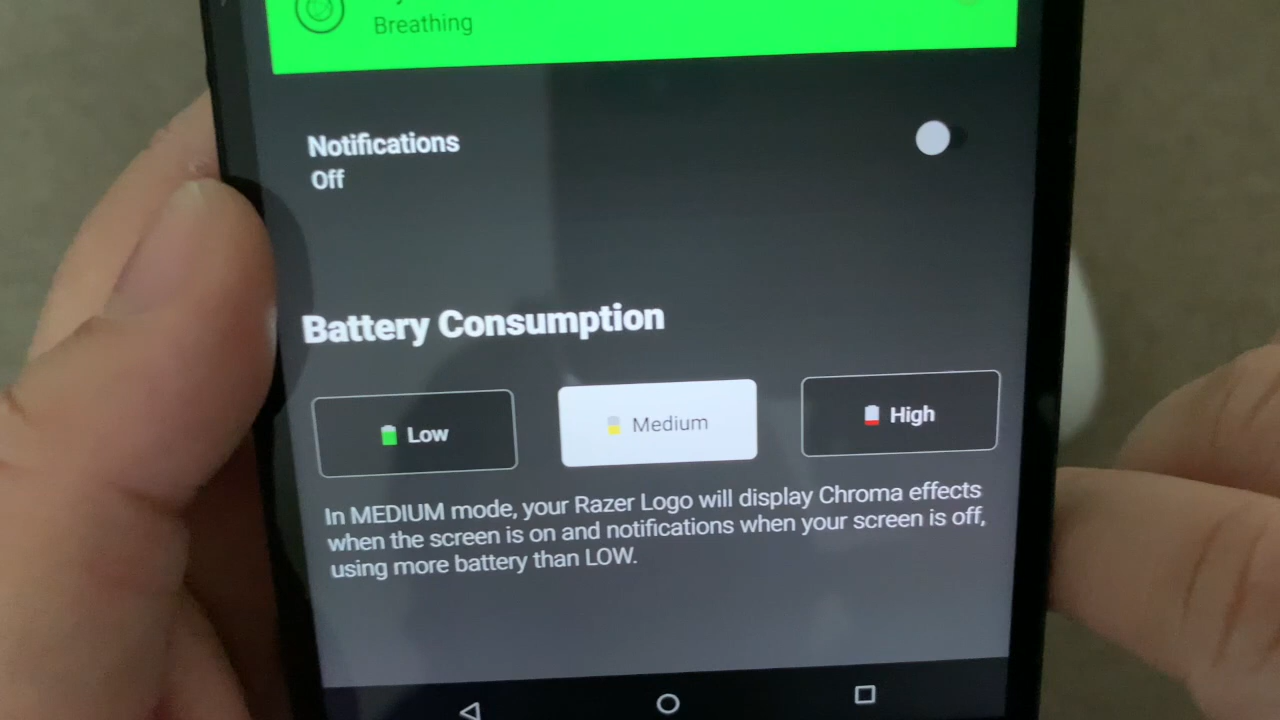 Breathing
Notifications
Off
Battery Consumption
Low
Medium
High
In MEDIUM mode, your Razer Logo will display Chroma effects
when the screen is on and notifications when your screen is off,
using more battery than LOW.